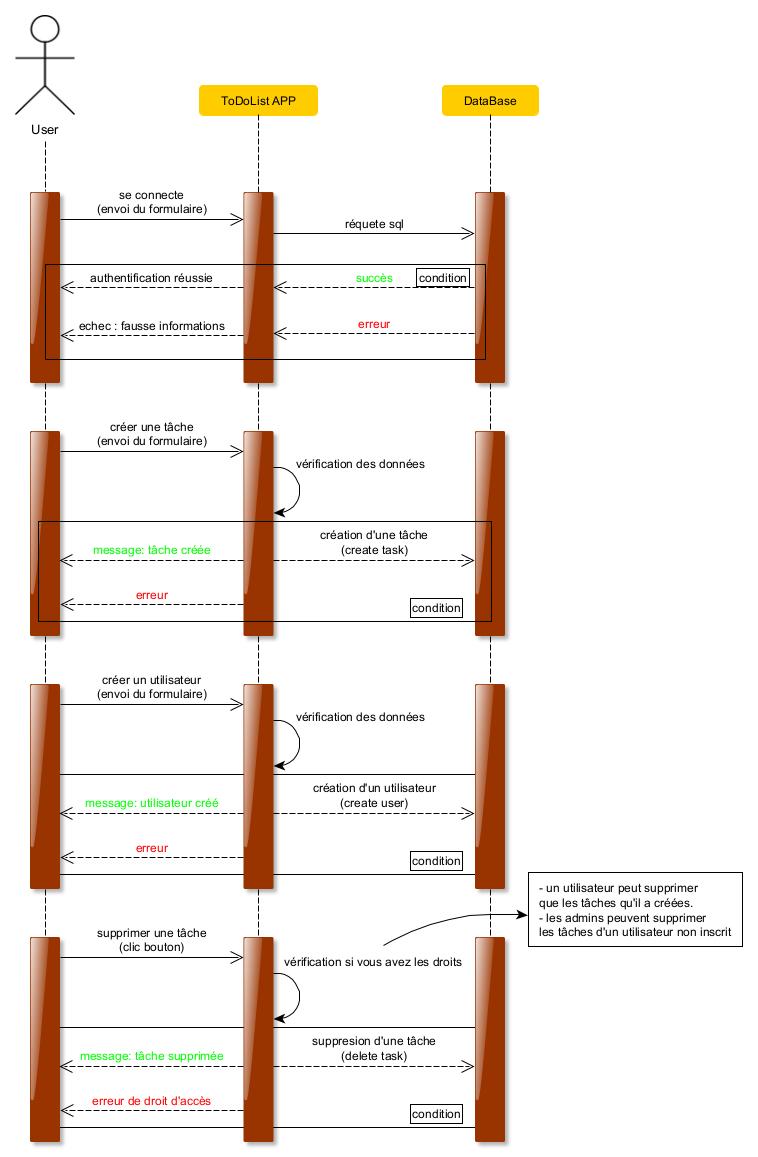 ToDoList APP
DataBase
User
se connecte
(envoi du formulaire)
réquete sql
authentification réussie
succès
condition
echec : fausse informations
erreur
créer une tâche
(envoi du formulaire)
vérification des données
création d'une tâche
message: tâche créée
(create task)
erreur
condition
créer un utilisateur
(envoi du formulaire)
vérification des données
création d'un utilisateur
message: utilisateur créé
(create user)
erreur
condition
- un utilisateur peut supprimer
que les tâches qu'il a créées.
- les admins peuvent supprimer
les tâches d'un utilisateur non inscrit
supprimer une tâche
(clic bouton)
vérification si vous avez les droits
suppresion d'une tâche
message: tâche supprimée
(delete task)
erreur de droit d'accès
condition